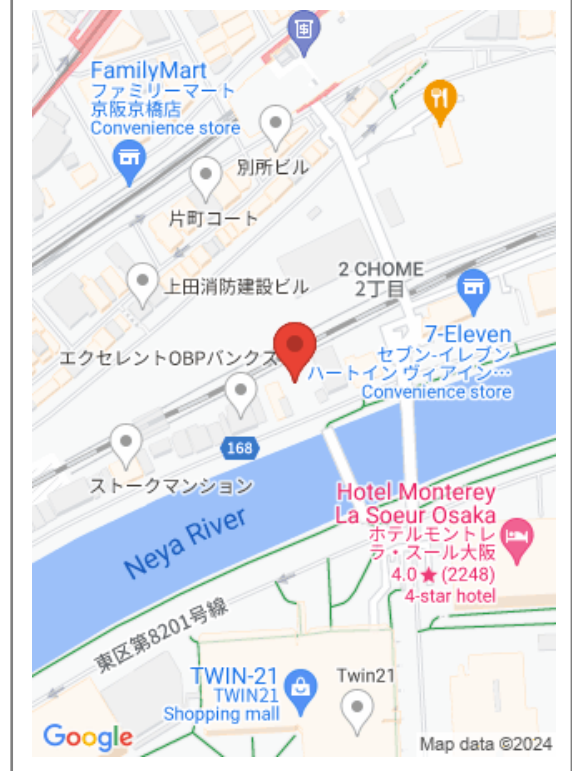 FamilyMart
ファミリーマート
京阪京橋店
Convenience store
別所ビル
片町コート
2 CHOME
2丁目
上田消防建設ビル
7-Eleven
セブン-イレブン
ハートイン ヴィアイン…
Convenience store
エクセレントOBPバンクス
168
ストークマンション
Neya River
Hotel Monterey
La Soeur Osaka
ホテルモントレ
ラ・スール大阪
4.0★(2248)
4-star hotel
東区第8201号線
TWIN-21
TWIN21
Shopping mall
Twin21
Google
Map data ©2024